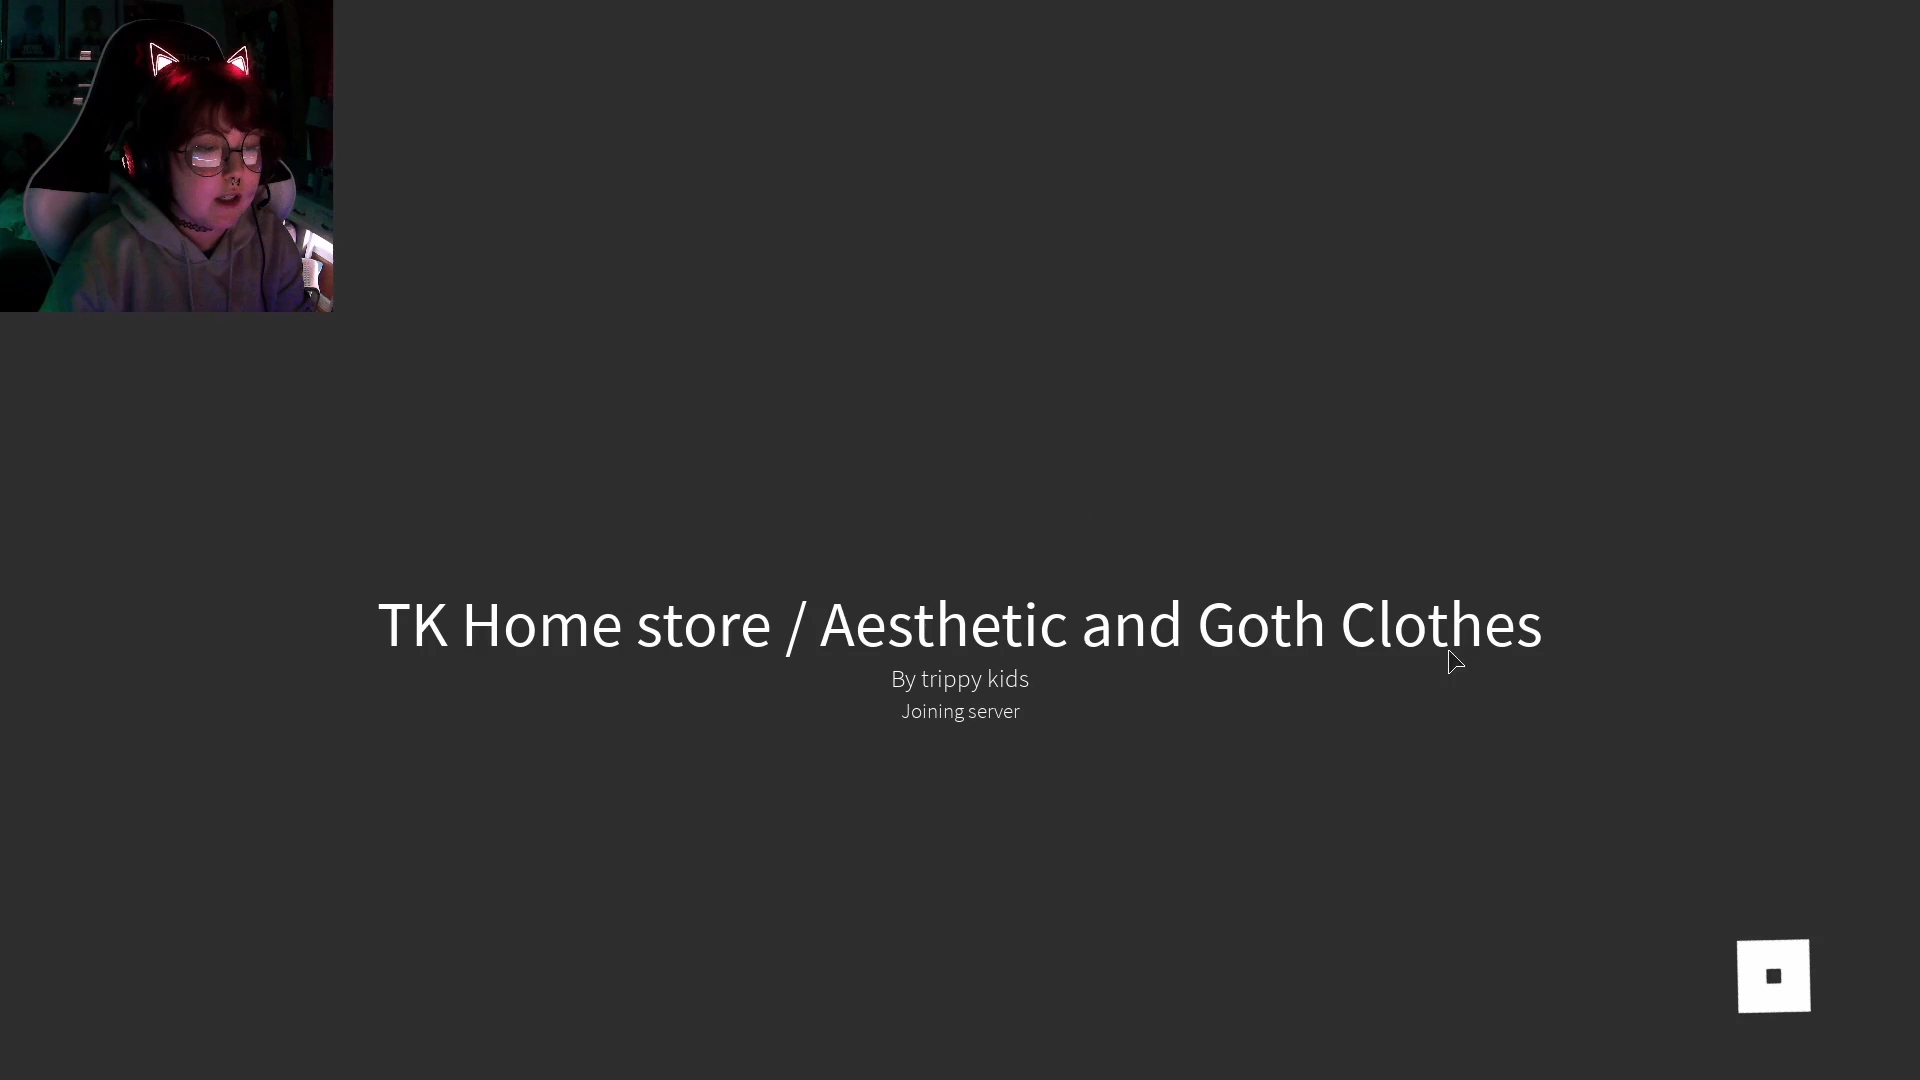 TK Home store / Aesthetic and Goth Clothes
By trippy kids
Joining server